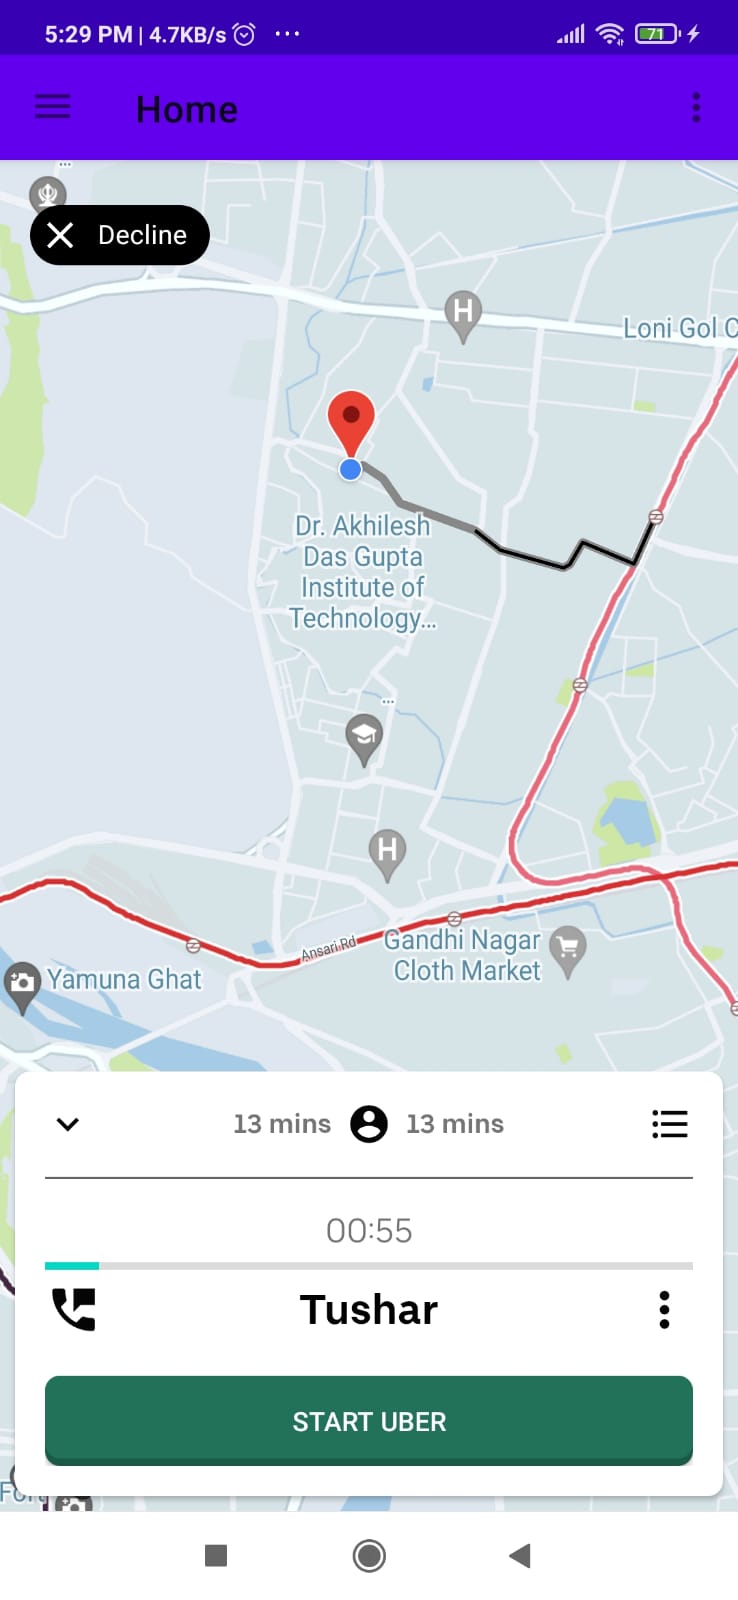 5:29 PM | 4.7KB/s ...
71
Home
Decline
H
Loni Gol C
Dr. Akhilesh
Das Gupta
Institute of
Technology...
H
Ansari Rd
Gandhi Nagar
Cloth Market
Yamuna Ghat
13 mins 13 mins
00:55
Tushar
START UBER
Fort